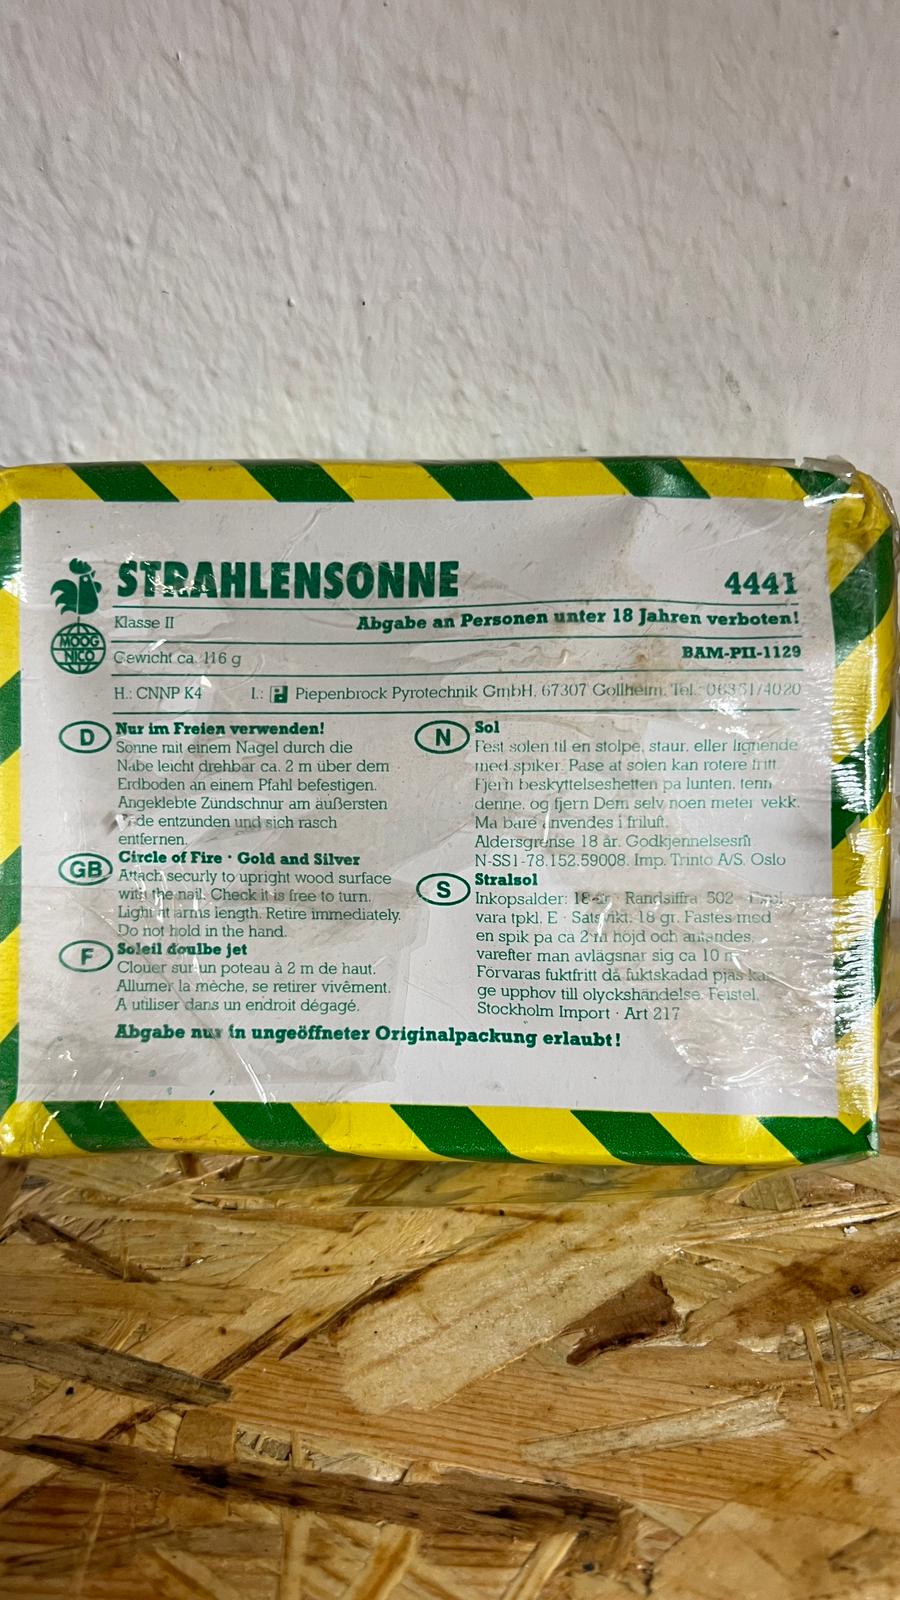 STRAHLENSONNE 4441
Klasse II Abgabe an Personen unter 18 Jahren verboten!
Gewicht ca. 116 g BAM-PII-1129
MOOG
NICO
H.: CNNP K4 I.: Piepenbrock Pyrotechnik GmbH, 67307 Göllheim, Tel.: 06351/4020
D
Nur im Freien verwenden!
Sonne mit einem Nagel durch die
Nabe leicht drehbar ca. 2 m über dem
Erdboden an einem Pfahl befestigen.
Angeklebte Zündschnur am äußersten
entzünden und sich rasch
entfernen.
GB
Circle of Fire · Gold and Silver
Attach securly to upright wood surface
with the nail. Check it is free to turn.
Light at arms length. Retire immediately.
Do not hold in the hand.
F
Soleil doulbe jet
Clouer sur un poteau à 2 m de haut.
Allumer la mèche, se retirer vivêment.
A utiliser dans un endroit dégagé.
N
Sol
Fest solen til en stolpe, staur, eller lignende
med spiker. Pase at solen kan rotere fritt.
Fjern beskyttelseshetten pa lunten, tenn
denne, og fjern Dem selv noen meter vekk.
Ma bare anvendes i friluft.
Aldersgrense 18 år. Godkjennelsesnr
N-SS1-78.152.59008. Imp. Trinto A/S, Oslo
S
Stralsol
Inkopsalder: 18 Randsiffra 502
vara tpkl. E · Satsvikt: 18 gr. Fastes med
en spik pa ca 2 m höjd och antandes,
varefter man avlägsnar sig ca 10 m
Förvaras fuktfritt då fuktskadad pjäs
ge upphov till olyckshändelse. Feistel,
Stockholm Import · Art 217
Abgabe nur in ungeöffneter Originalpackung erlaubt!